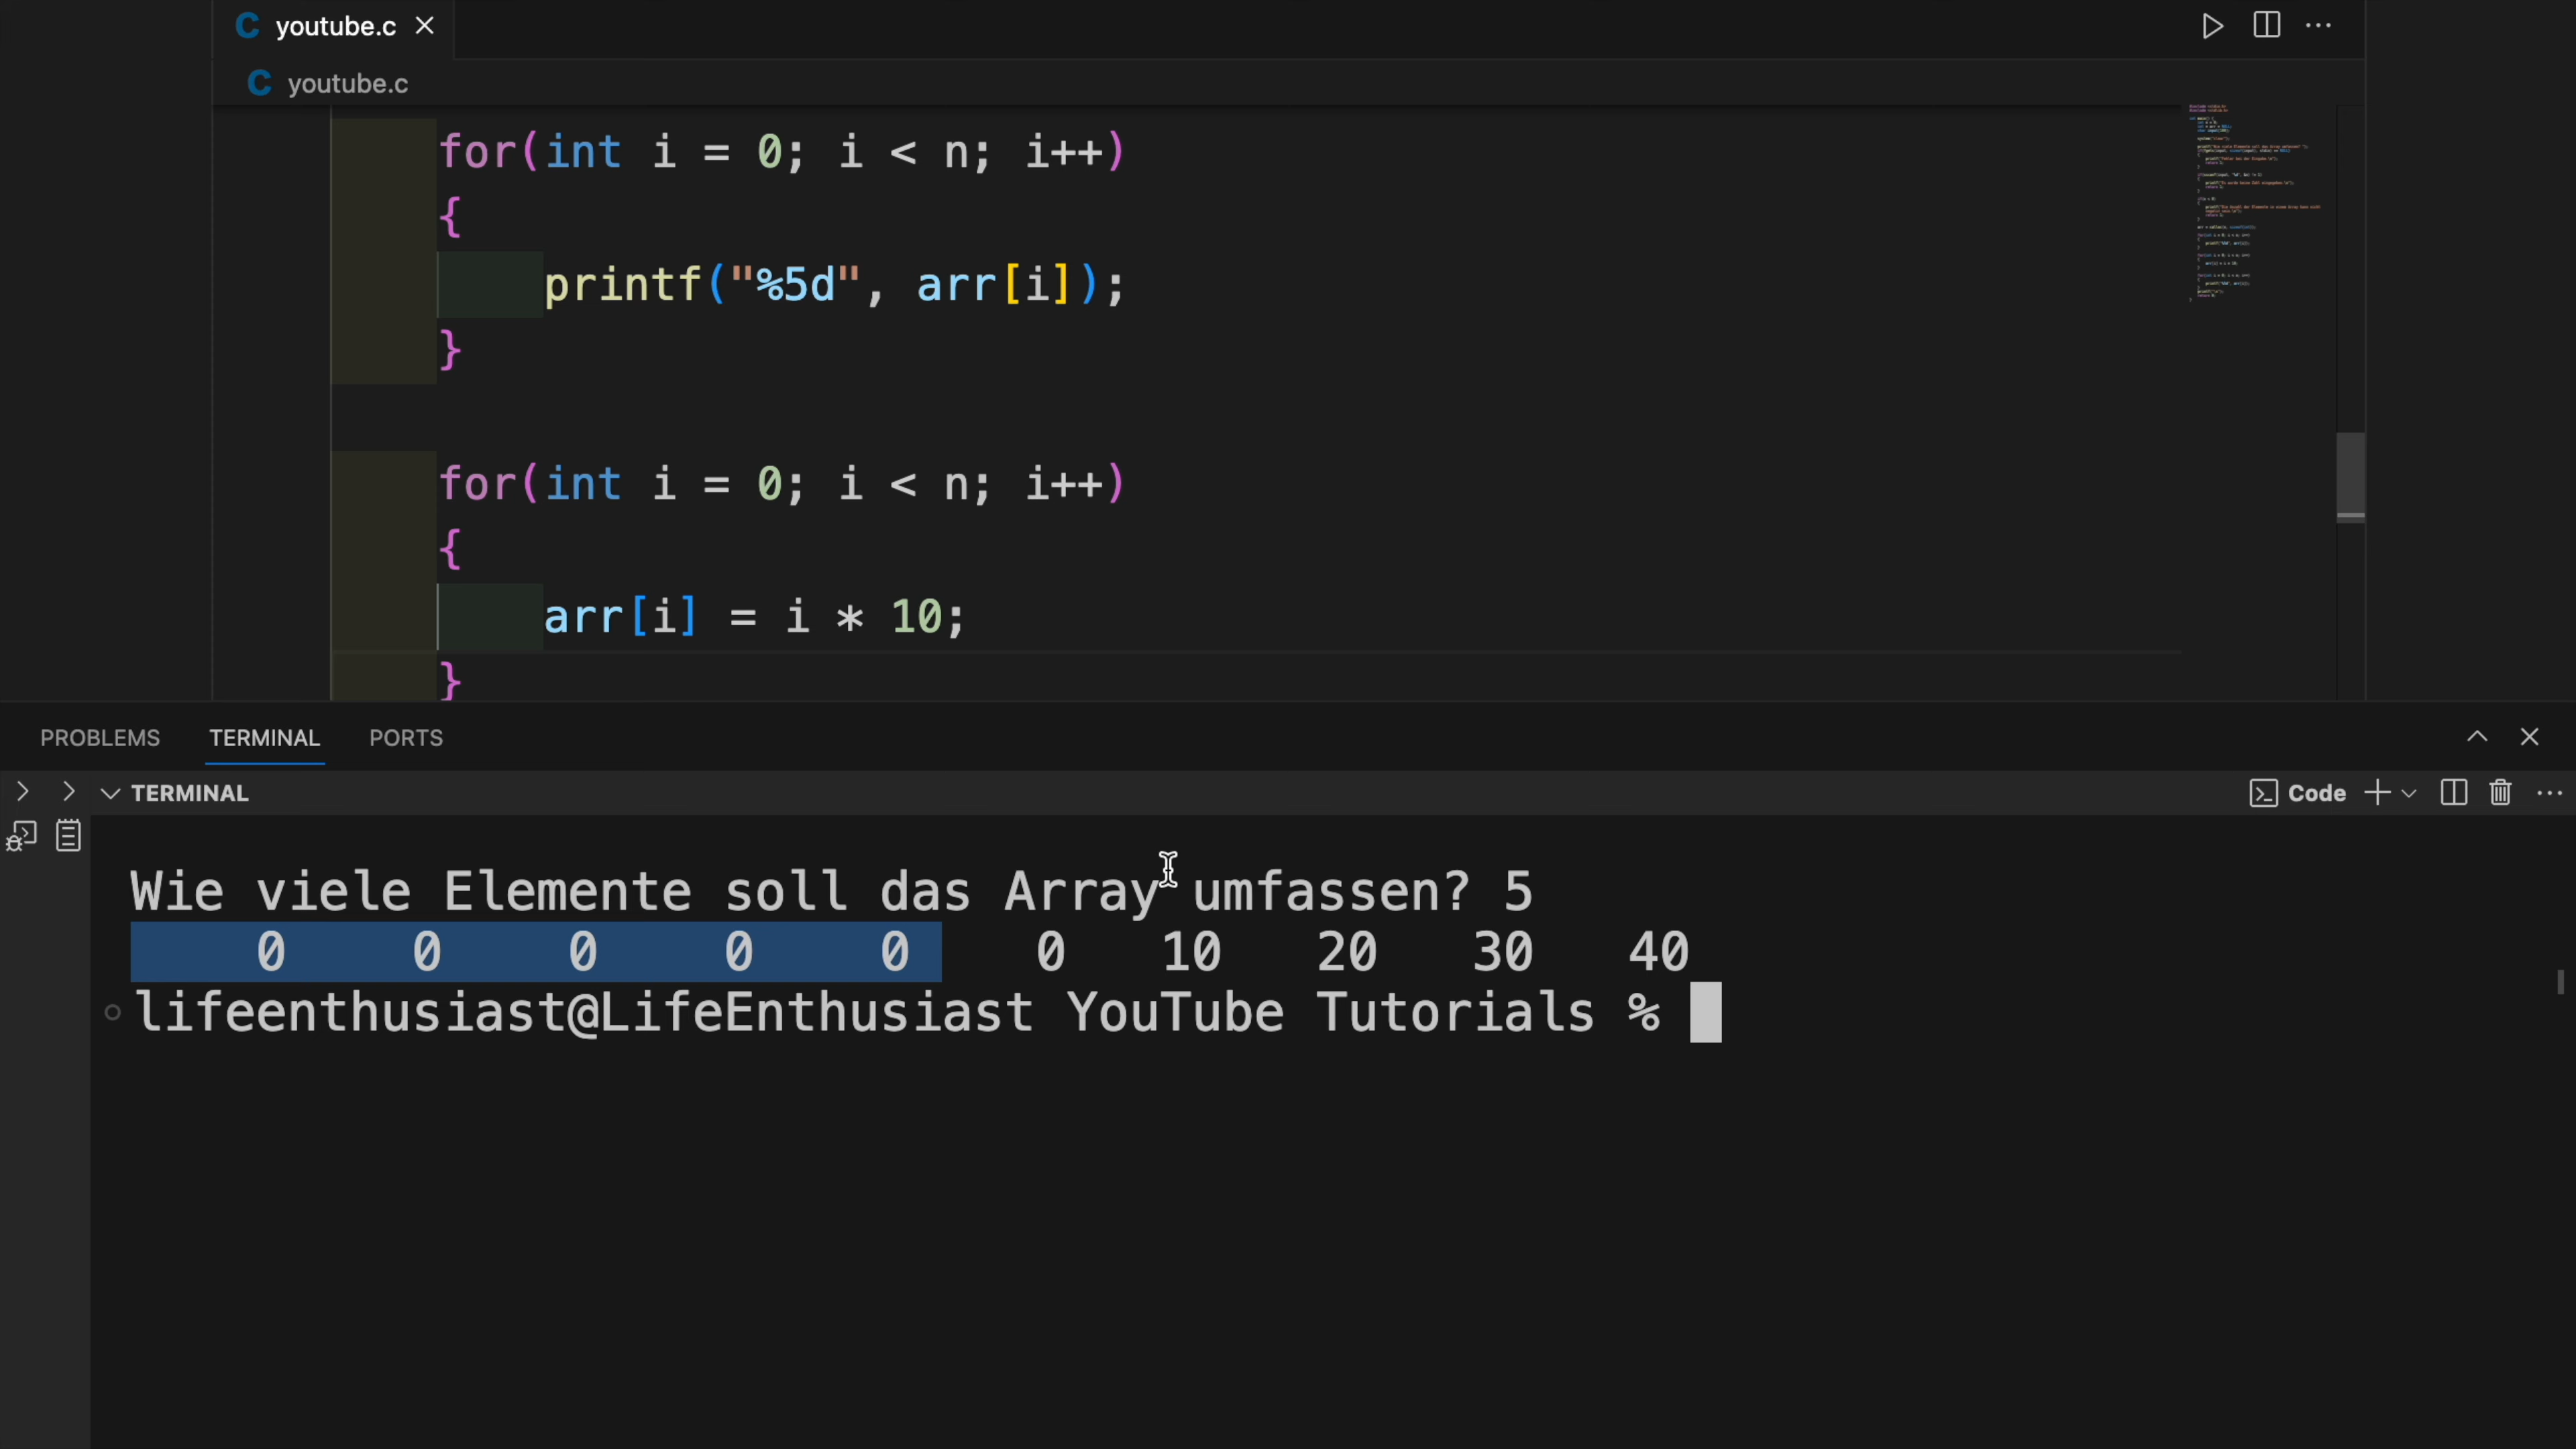 youtube.c
youtube.c
for(int i = 0; i < n; i++)
{
printf("%5d", arr[i]);
}
for(int i = 0; i < n; i++)
{
arr[i] = i * 10;
}
PROBLEMS TERMINAL PORTS
TERMINAL
Code
Wie viele Elemente soll das Array umfassen? 5
0 0 0 0 0 0 10 20 30 40
lifeenthusiast@LifeEnthusiast YouTube Tutorials %